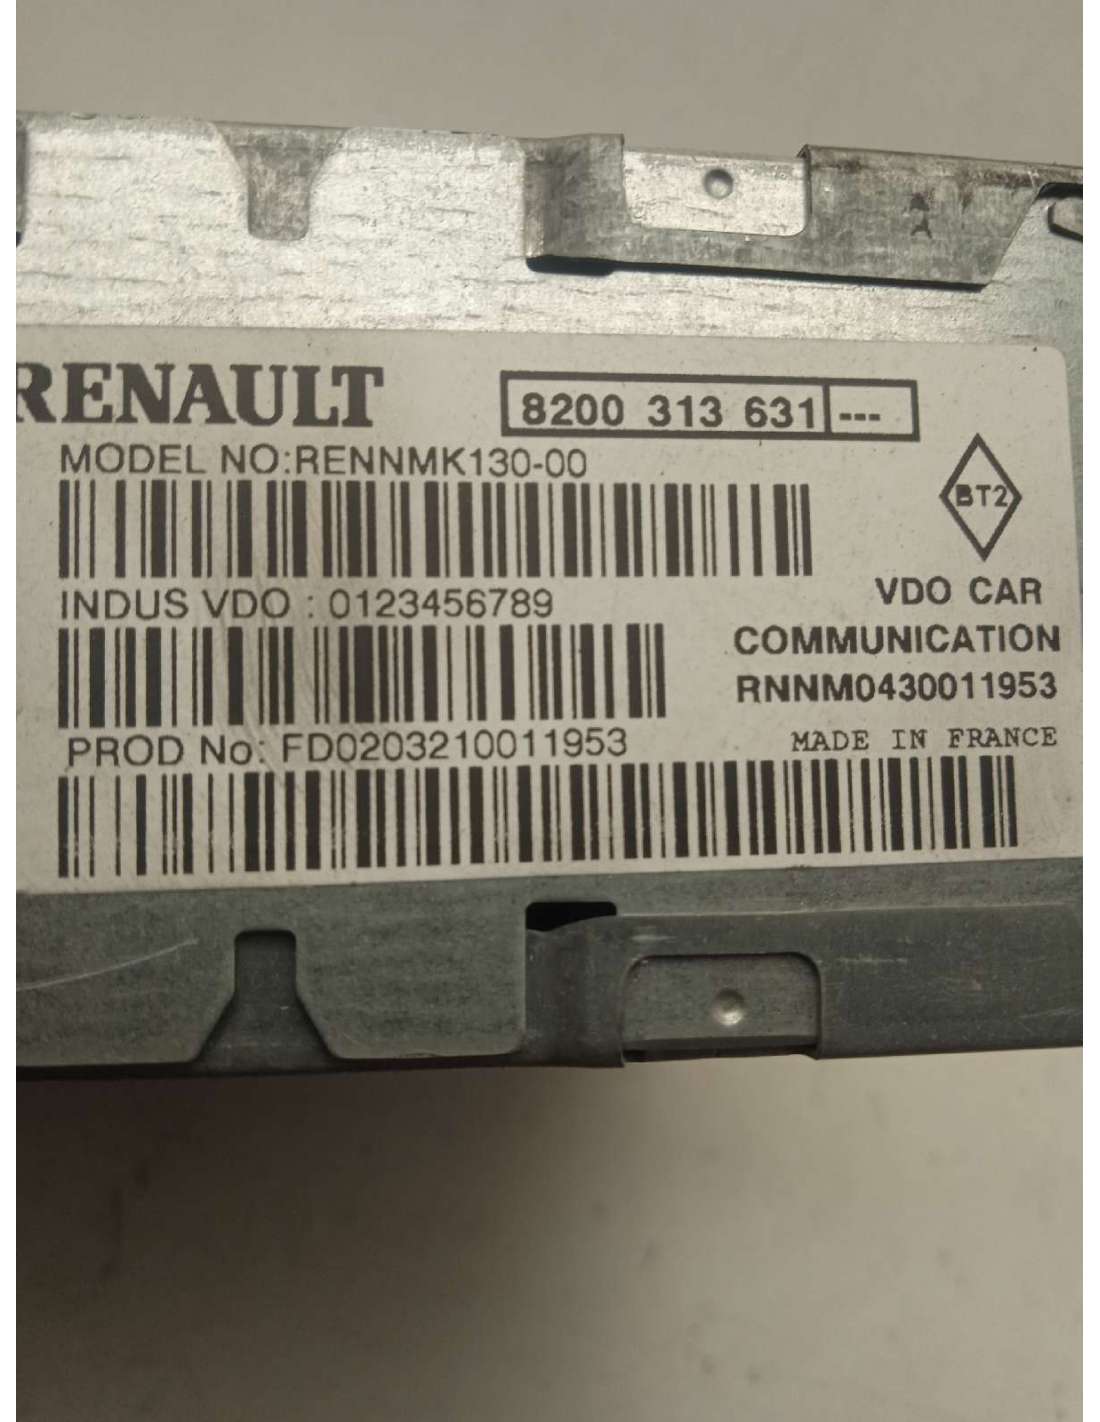 RENAULT
8200 313 631 ---
MODEL NO:RENNMK130-00
BT2
INDUS VDO : 0123456789
VDO CAR
COMMUNICATION
RNNM0430011953
PROD No: FD0203210011953
MADE IN FRANCE